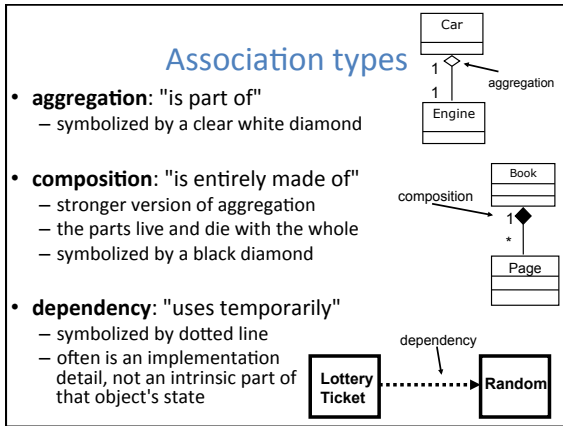 Association types
• aggregation: "is part of"
– symbolized by a clear white diamond
• composition: "is entirely made of"
– stronger version of aggregation
– the parts live and die with the whole
– symbolized by a black diamond
• dependency: "uses temporarily"
– symbolized by dotted line
– often is an implementation
detail, not an intrinsic part of
that object's state
Car
1
aggregation
1
Engine
Book
composition
1
*
Page
dependency
Lottery
Ticket
Random